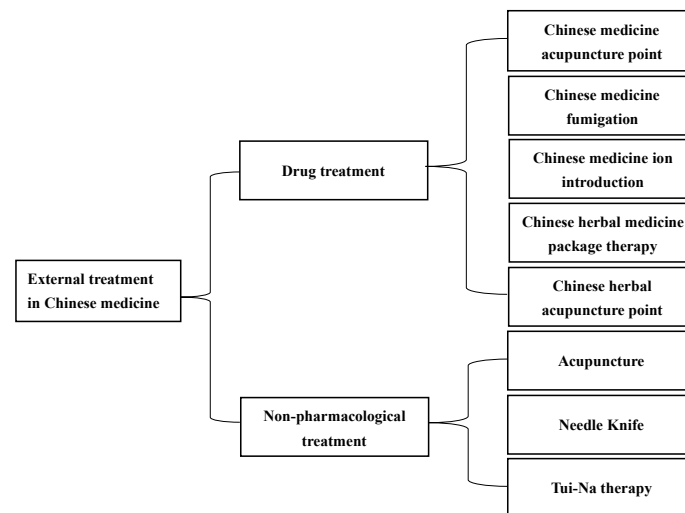 Chinese medicine
acupuncture point
Chinese medicine
fumigation
Drug treatment
Chinese medicine ion
introduction
Chinese herbal medicine
package therapy
External treatment
in Chinese medicine
Chinese herbal
acupuncture point
Acupuncture
Non-pharmacological
treatment
Needle Knife
Tui-Na therapy